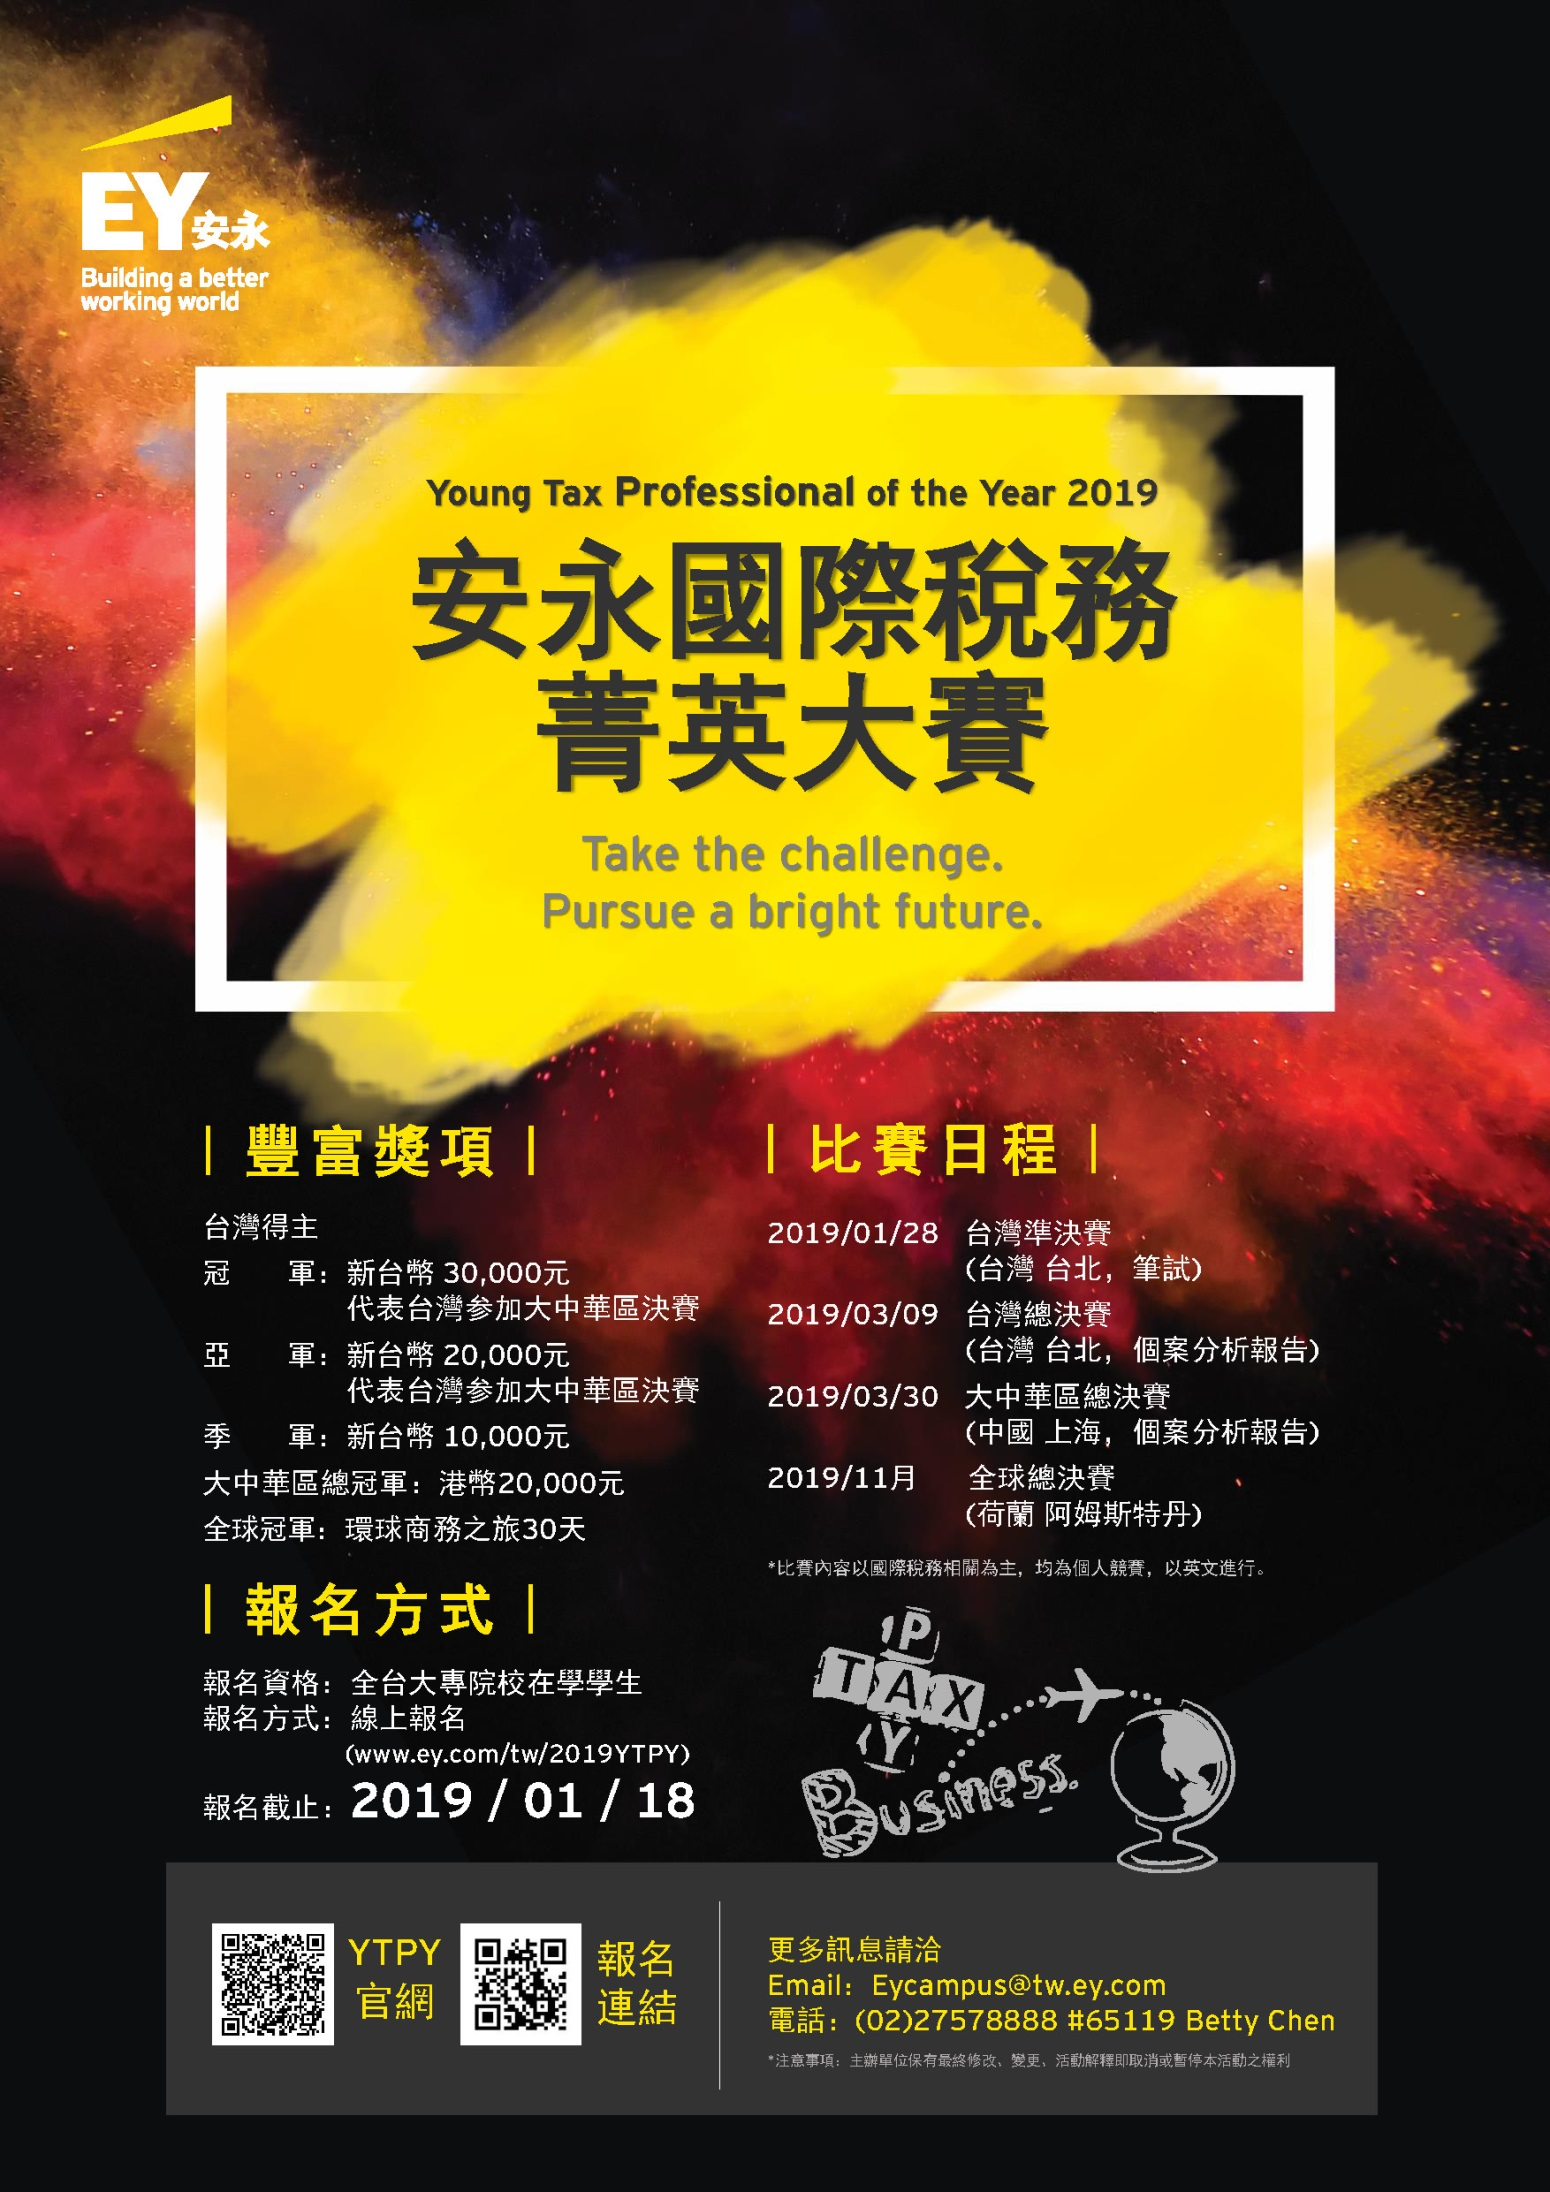 EY安永
Building a better
working world
Young Tax Professional of the Year 2019
安永國際稅務
菁英大賽
Take the challenge.
Pursue a bright future.
| 豐富獎項 |
台灣得主
冠　　軍：新台幣 30,000元
代表台灣參加大中華區決賽
亞　　軍：新台幣 20,000元
代表台灣參加大中華區決賽
季　　軍：新台幣 10,000元
大中華區總冠軍：港幣20,000元
全球冠軍：環球商務之旅30天
| 報名方式 |
報名資格：全台大專院校在學學生
報名方式：線上報名
(www.ey.com/tw/2019YTPY)
報名截止：2019 / 01 / 18
| 比賽日程 |
2019/01/28 台灣準決賽
(台灣 台北，筆試)
2019/03/09 台灣總決賽
(台灣 台北，個案分析報告)
2019/03/30 大中華區總決賽
(中國 上海，個案分析報告)
2019/11月 全球總決賽
(荷蘭 阿姆斯特丹)
*比賽內容以國際稅務相關為主，均為個人競賽，以英文進行。
P
TAX
Y
Business.
YTPY
官網
報名
連結
更多訊息請洽
Email：Eycampus@tw.ey.com
電話：(02)27578888 #65119 Betty Chen
*注意事項：主辦單位保有最終修改、變更、活動解釋即取消或暫停本活動之權利